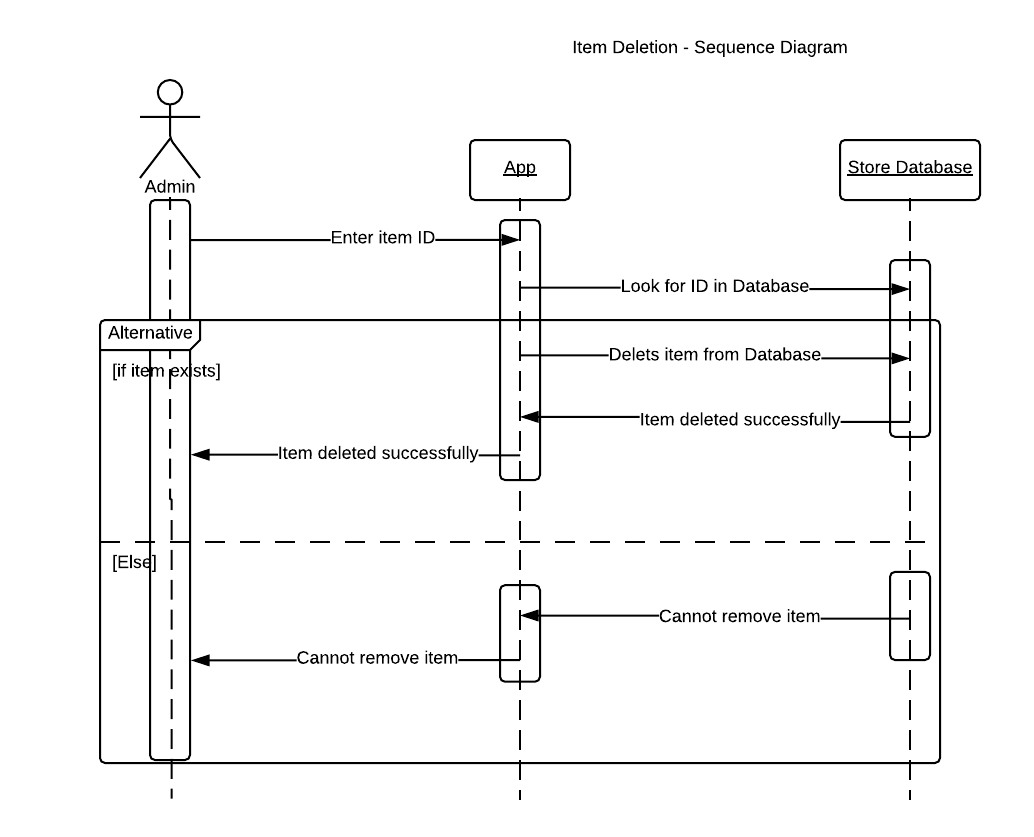 Item Deletion - Sequence Diagram
Admin
App
Store Database
Enter item ID
Look for ID in Database
Alternative
[if item exists]
Delets item from Database
Item deleted successfully
Item deleted successfully
[Else]
Cannot remove item
Cannot remove item